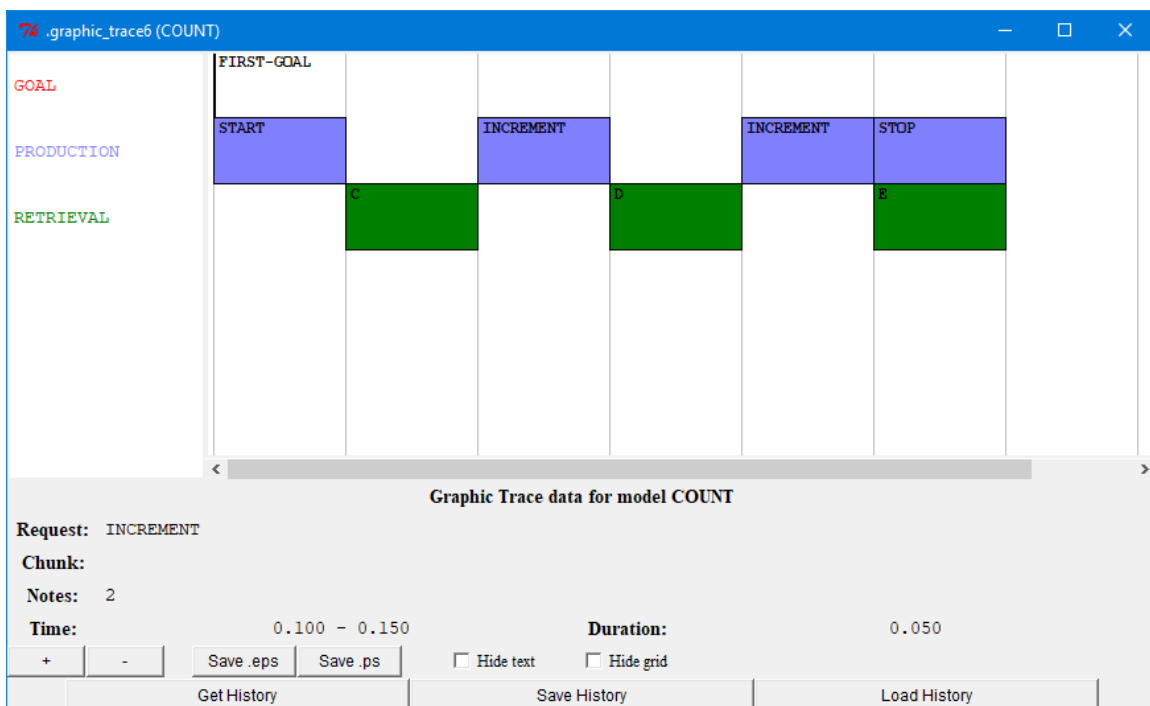 .graphic_trace6 (COUNT)
FIRST-GOAL
GOAL
START INCREMENT INCREMENT STOP
PRODUCTION
C D E
RETRIEVAL
Graphic Trace data for model COUNT
Request: INCREMENT
Chunk:
Notes: 2
Time: 0.100 - 0.150 Duration: 0.050
+ - Save .eps Save .ps Hide text Hide grid
Get History Save History Load History